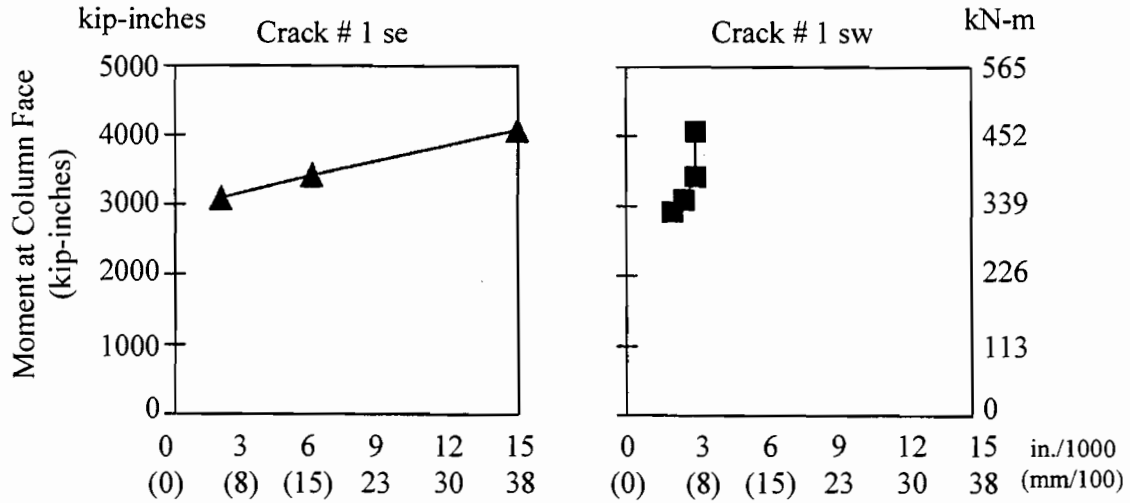 kip-inches
Crack # 1 se
Crack # 1 sw
kN-m
Moment at Column Face
(kip-inches)
5000
4000
3000
2000
1000
0
565
452
339
226
113
0
0 3 6 9 12 15
(0) (8) (15) 23 30 38
0 3 6 9 12 15 in./1000
(0) (8) (15) 23 30 38 (mm/100)